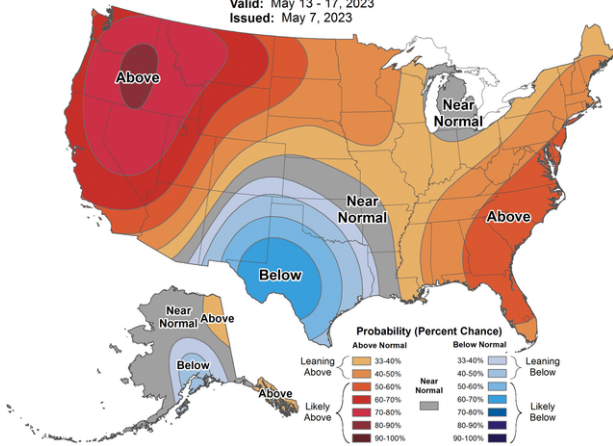 Valid: May 13 - 17, 2023
Issued: May 7, 2023
Above
Near
Normal
Near
Normal
Above
Below
Near
Normal
Above
Below
Above
Probability (Percent Chance)
Above Normal
Below Normal
Leaning
Above
33-40%
40-50%
Likely
Above
50-60%
60-70%
70-80%
80-90%
90-100%
Near
Normal
33-40%
40-50%
Leaning
Below
50-60%
60-70%
70-80%
80-90%
90-100%
Likely
Below